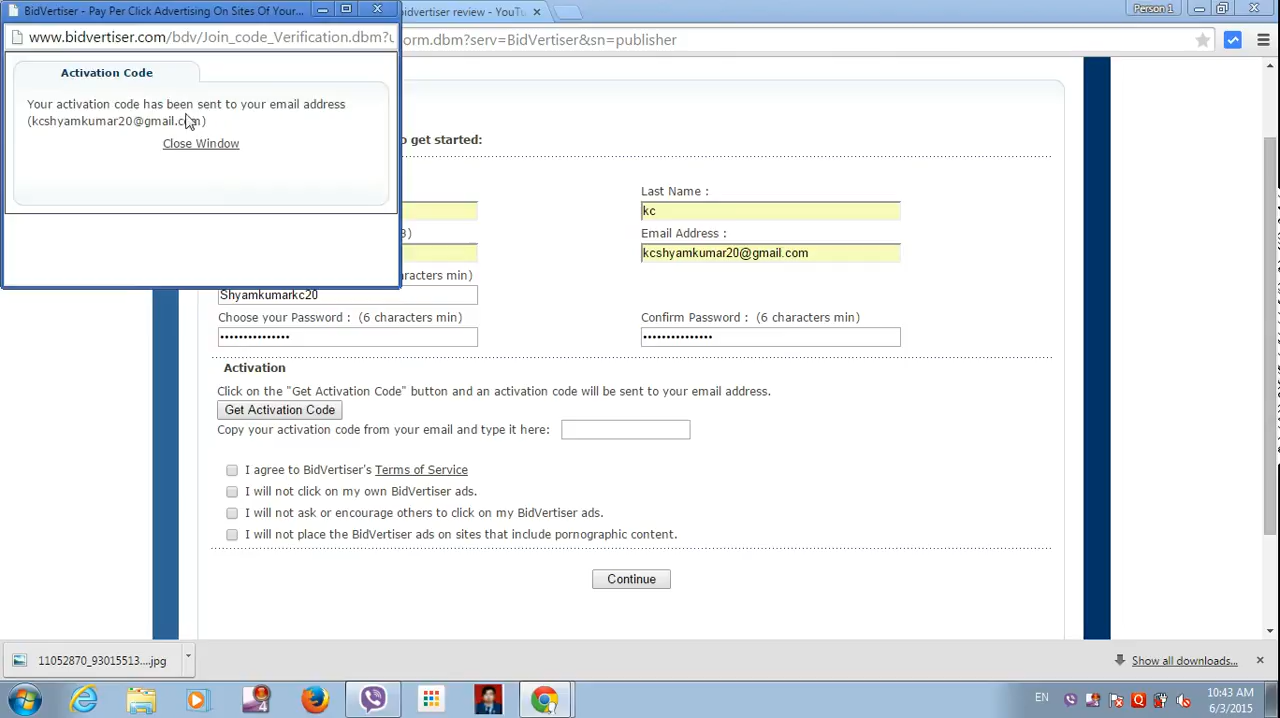 BidVertiser - Pay Per Click Advertising On Sites Of Your...
www.bidvertiser.com/bdv/Join_code_Verification.dbm?
Activation Code
Your activation code has been sent to your email address
(kcshyamkumar20@gmail.com)
Close Window
bidvertiser review - YouTu
Person 1
orm.dbm?serv=BidVertiser&sn=publisher
o get started:
Last Name :
kc
Email Address :
kcshyamkumar20@gmail.com
aracters min)
Shyamkumarkc20
Choose your Password : (6 characters min)
Confirm Password : (6 characters min)
Activation
Click on the "Get Activation Code" button and an activation code will be sent to your email address.
Get Activation Code
Copy your activation code from your email and type it here:
I agree to BidVertiser's Terms of Service
I will not click on my own BidVertiser ads.
I will not ask or encourage others to click on my BidVertiser ads.
I will not place the BidVertiser ads on sites that include pornographic content.
Continue
11052870_93015513....jpg
Show all downloads...
EN
10:43 AM
6/3/2015